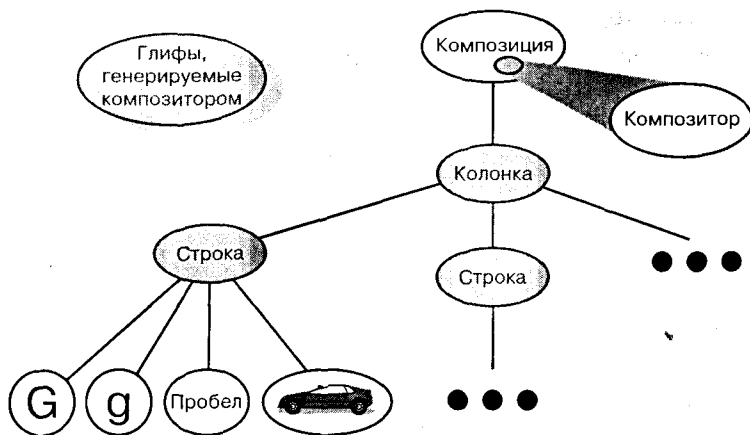 Глифы,
генерируемые
композитором
Композиция
Композитор
Колонка
Строка
Строка
G g Пробел